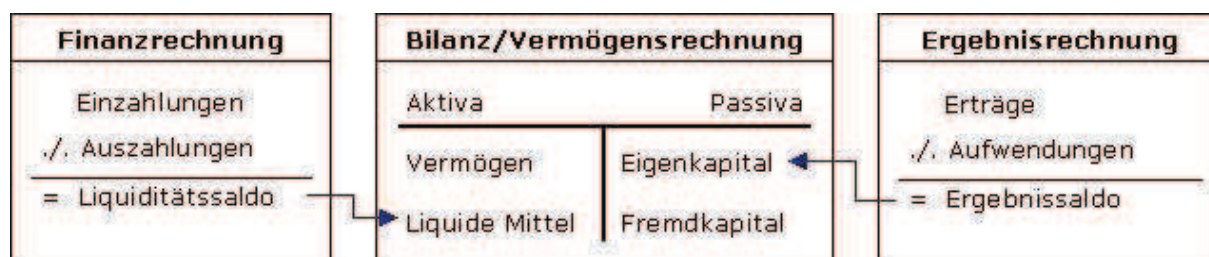 Finanzrechnung
Einzahlungen
./. Auszahlungen
= Liquiditätssaldo
Bilanz/Vermögensrechnung
Aktiva Passiva
Vermögen Eigenkapital
Liquide Mittel Fremdkapital
Ergebnisrechnung
Erträge
./. Aufwendungen
= Ergebnissaldo